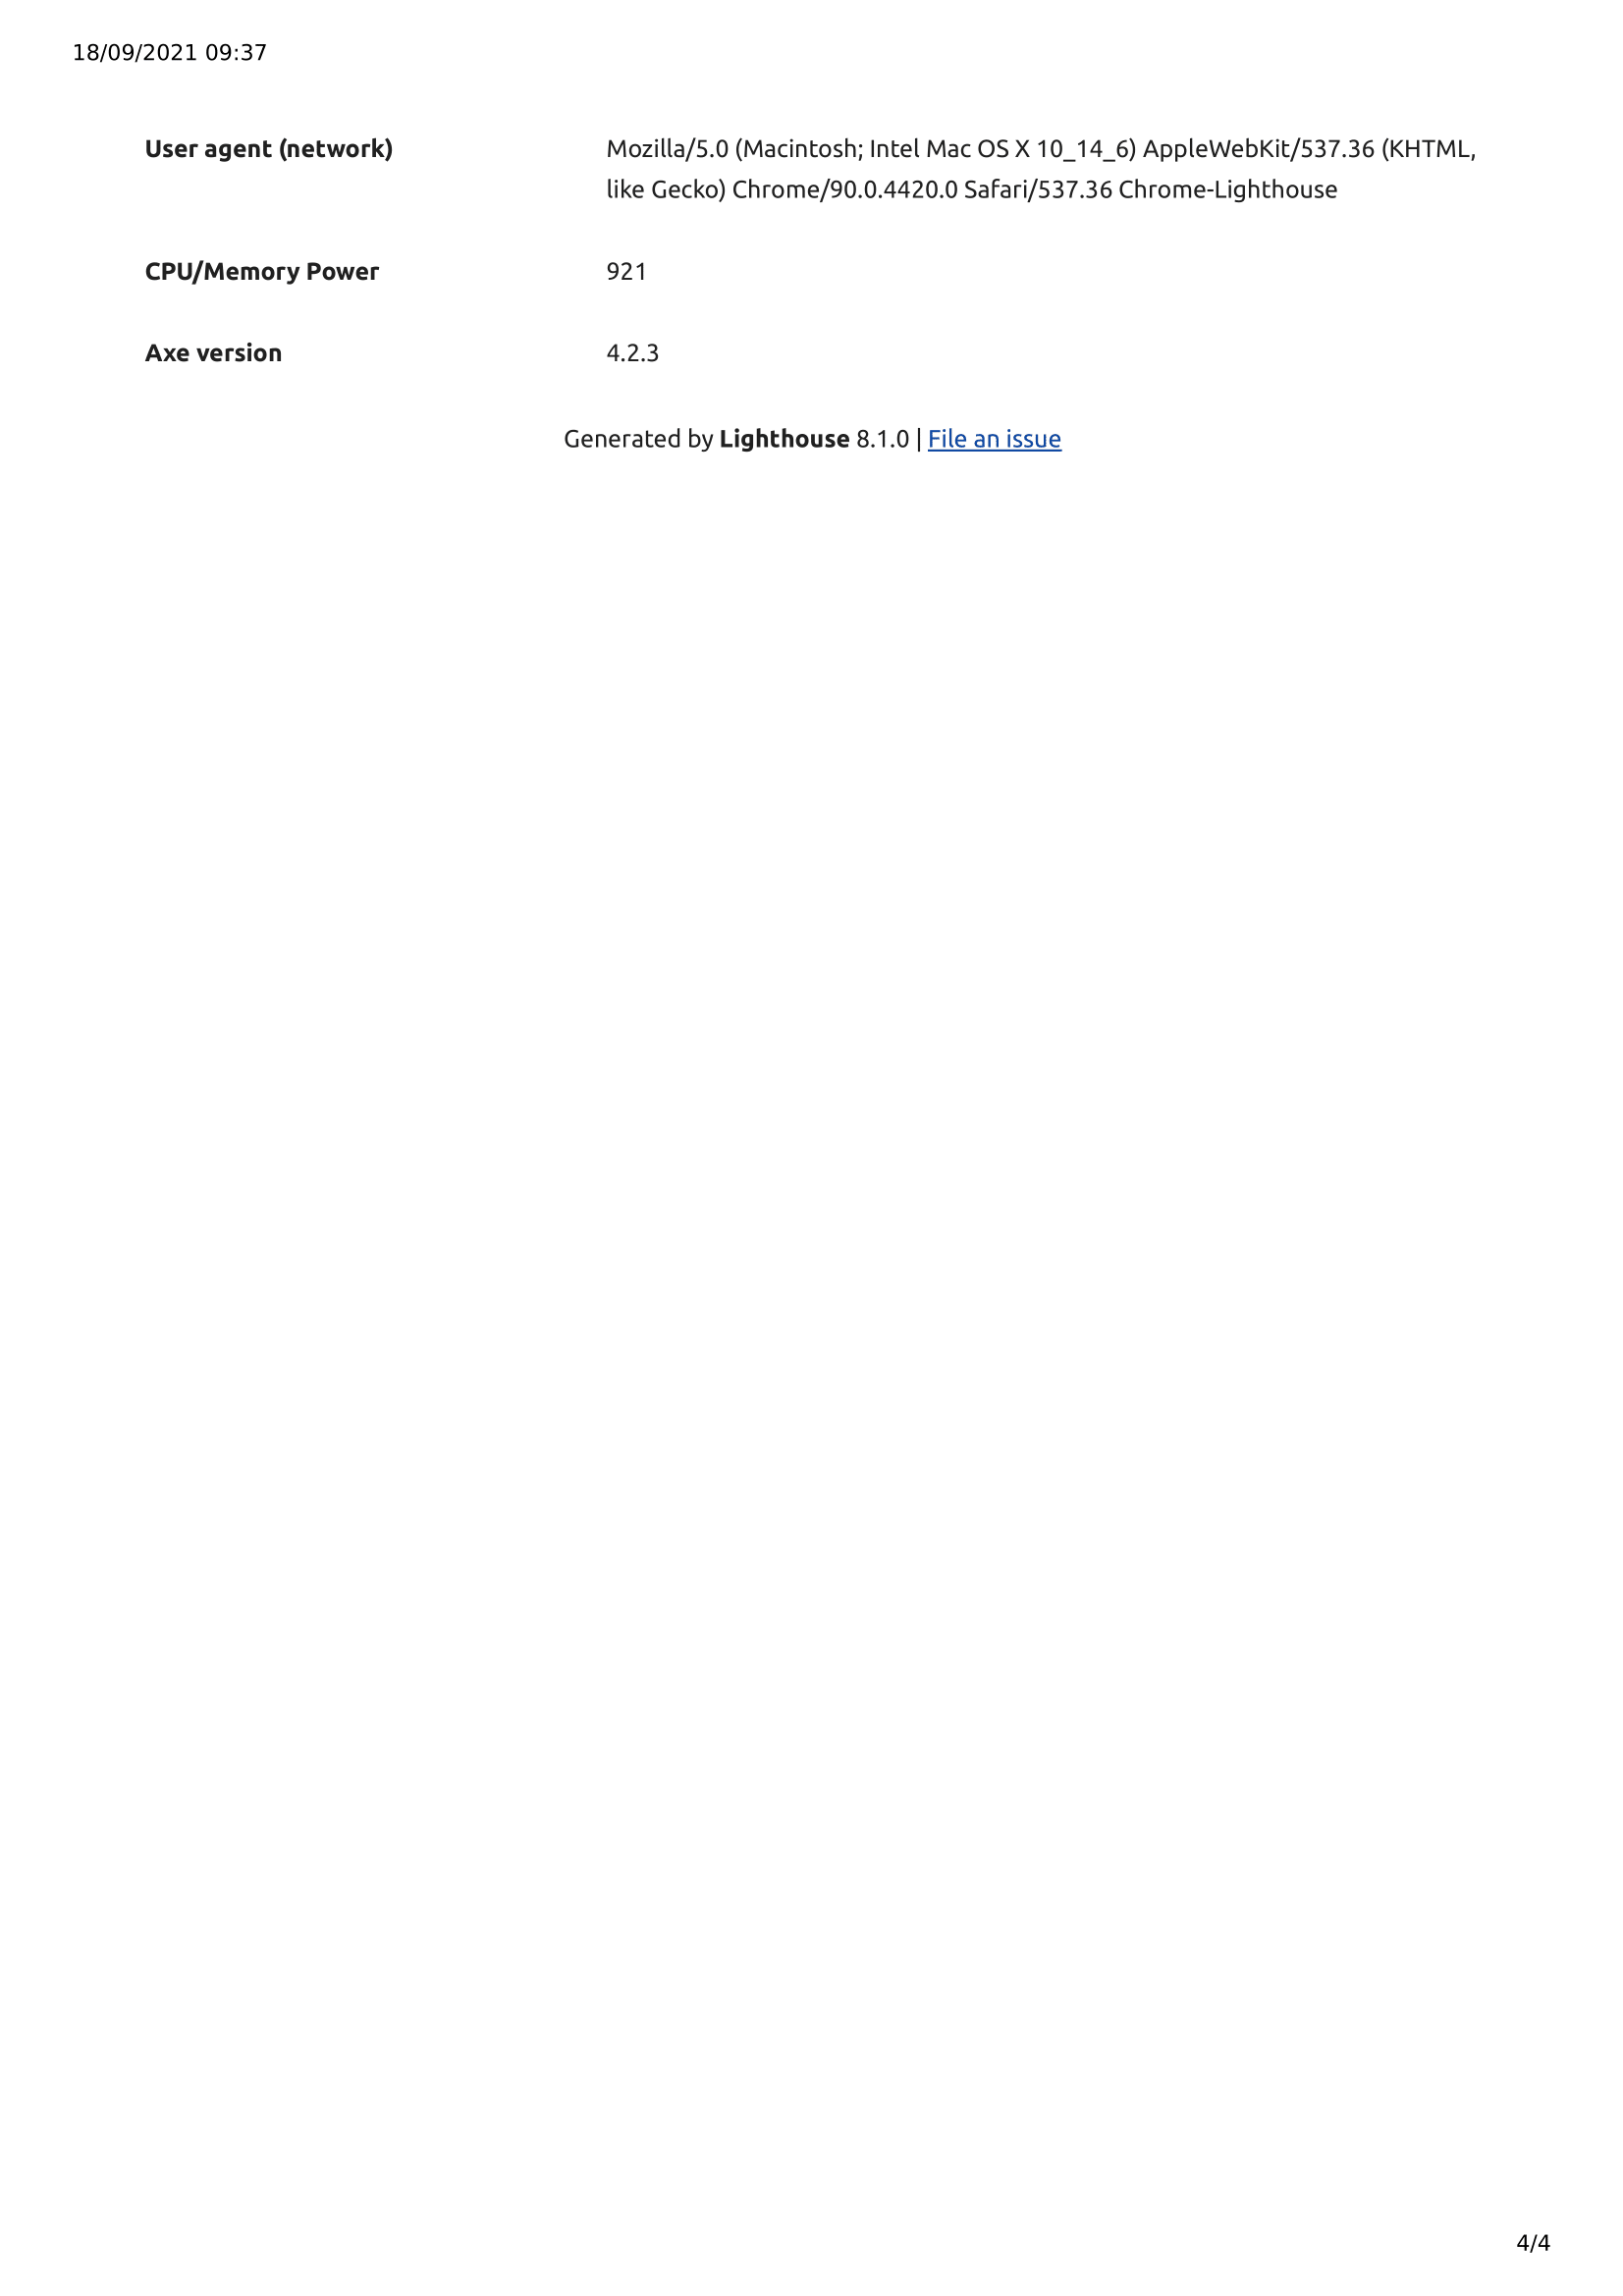 18/09/2021 09:37
User agent (network)
Mozilla/5.0 (Macintosh; Intel Mac OS X 10_14_6) AppleWebKit/537.36 (KHTML,
like Gecko) Chrome/90.0.4420.0 Safari/537.36 Chrome-Lighthouse
CPU/Memory Power
921
Axe version
4.2.3
Generated by Lighthouse 8.1.0 | File an issue
4/4